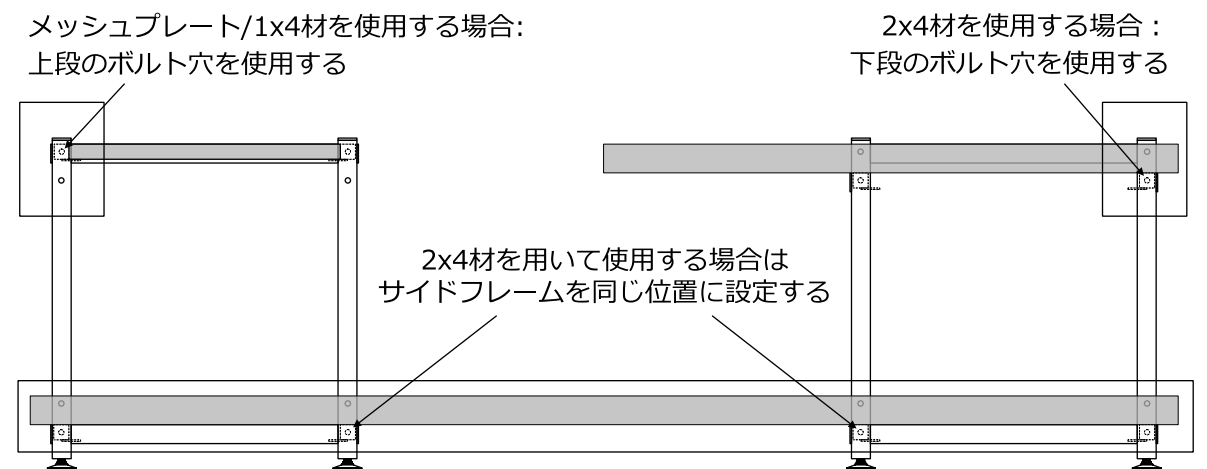 メッシュプレート/1x4材を使用する場合:
上段のボルト穴を使用する
2x4材を使用する場合：
下段のボルト穴を使用する
2x4材を用いて使用する場合は
サイドフレームを同じ位置に設定する